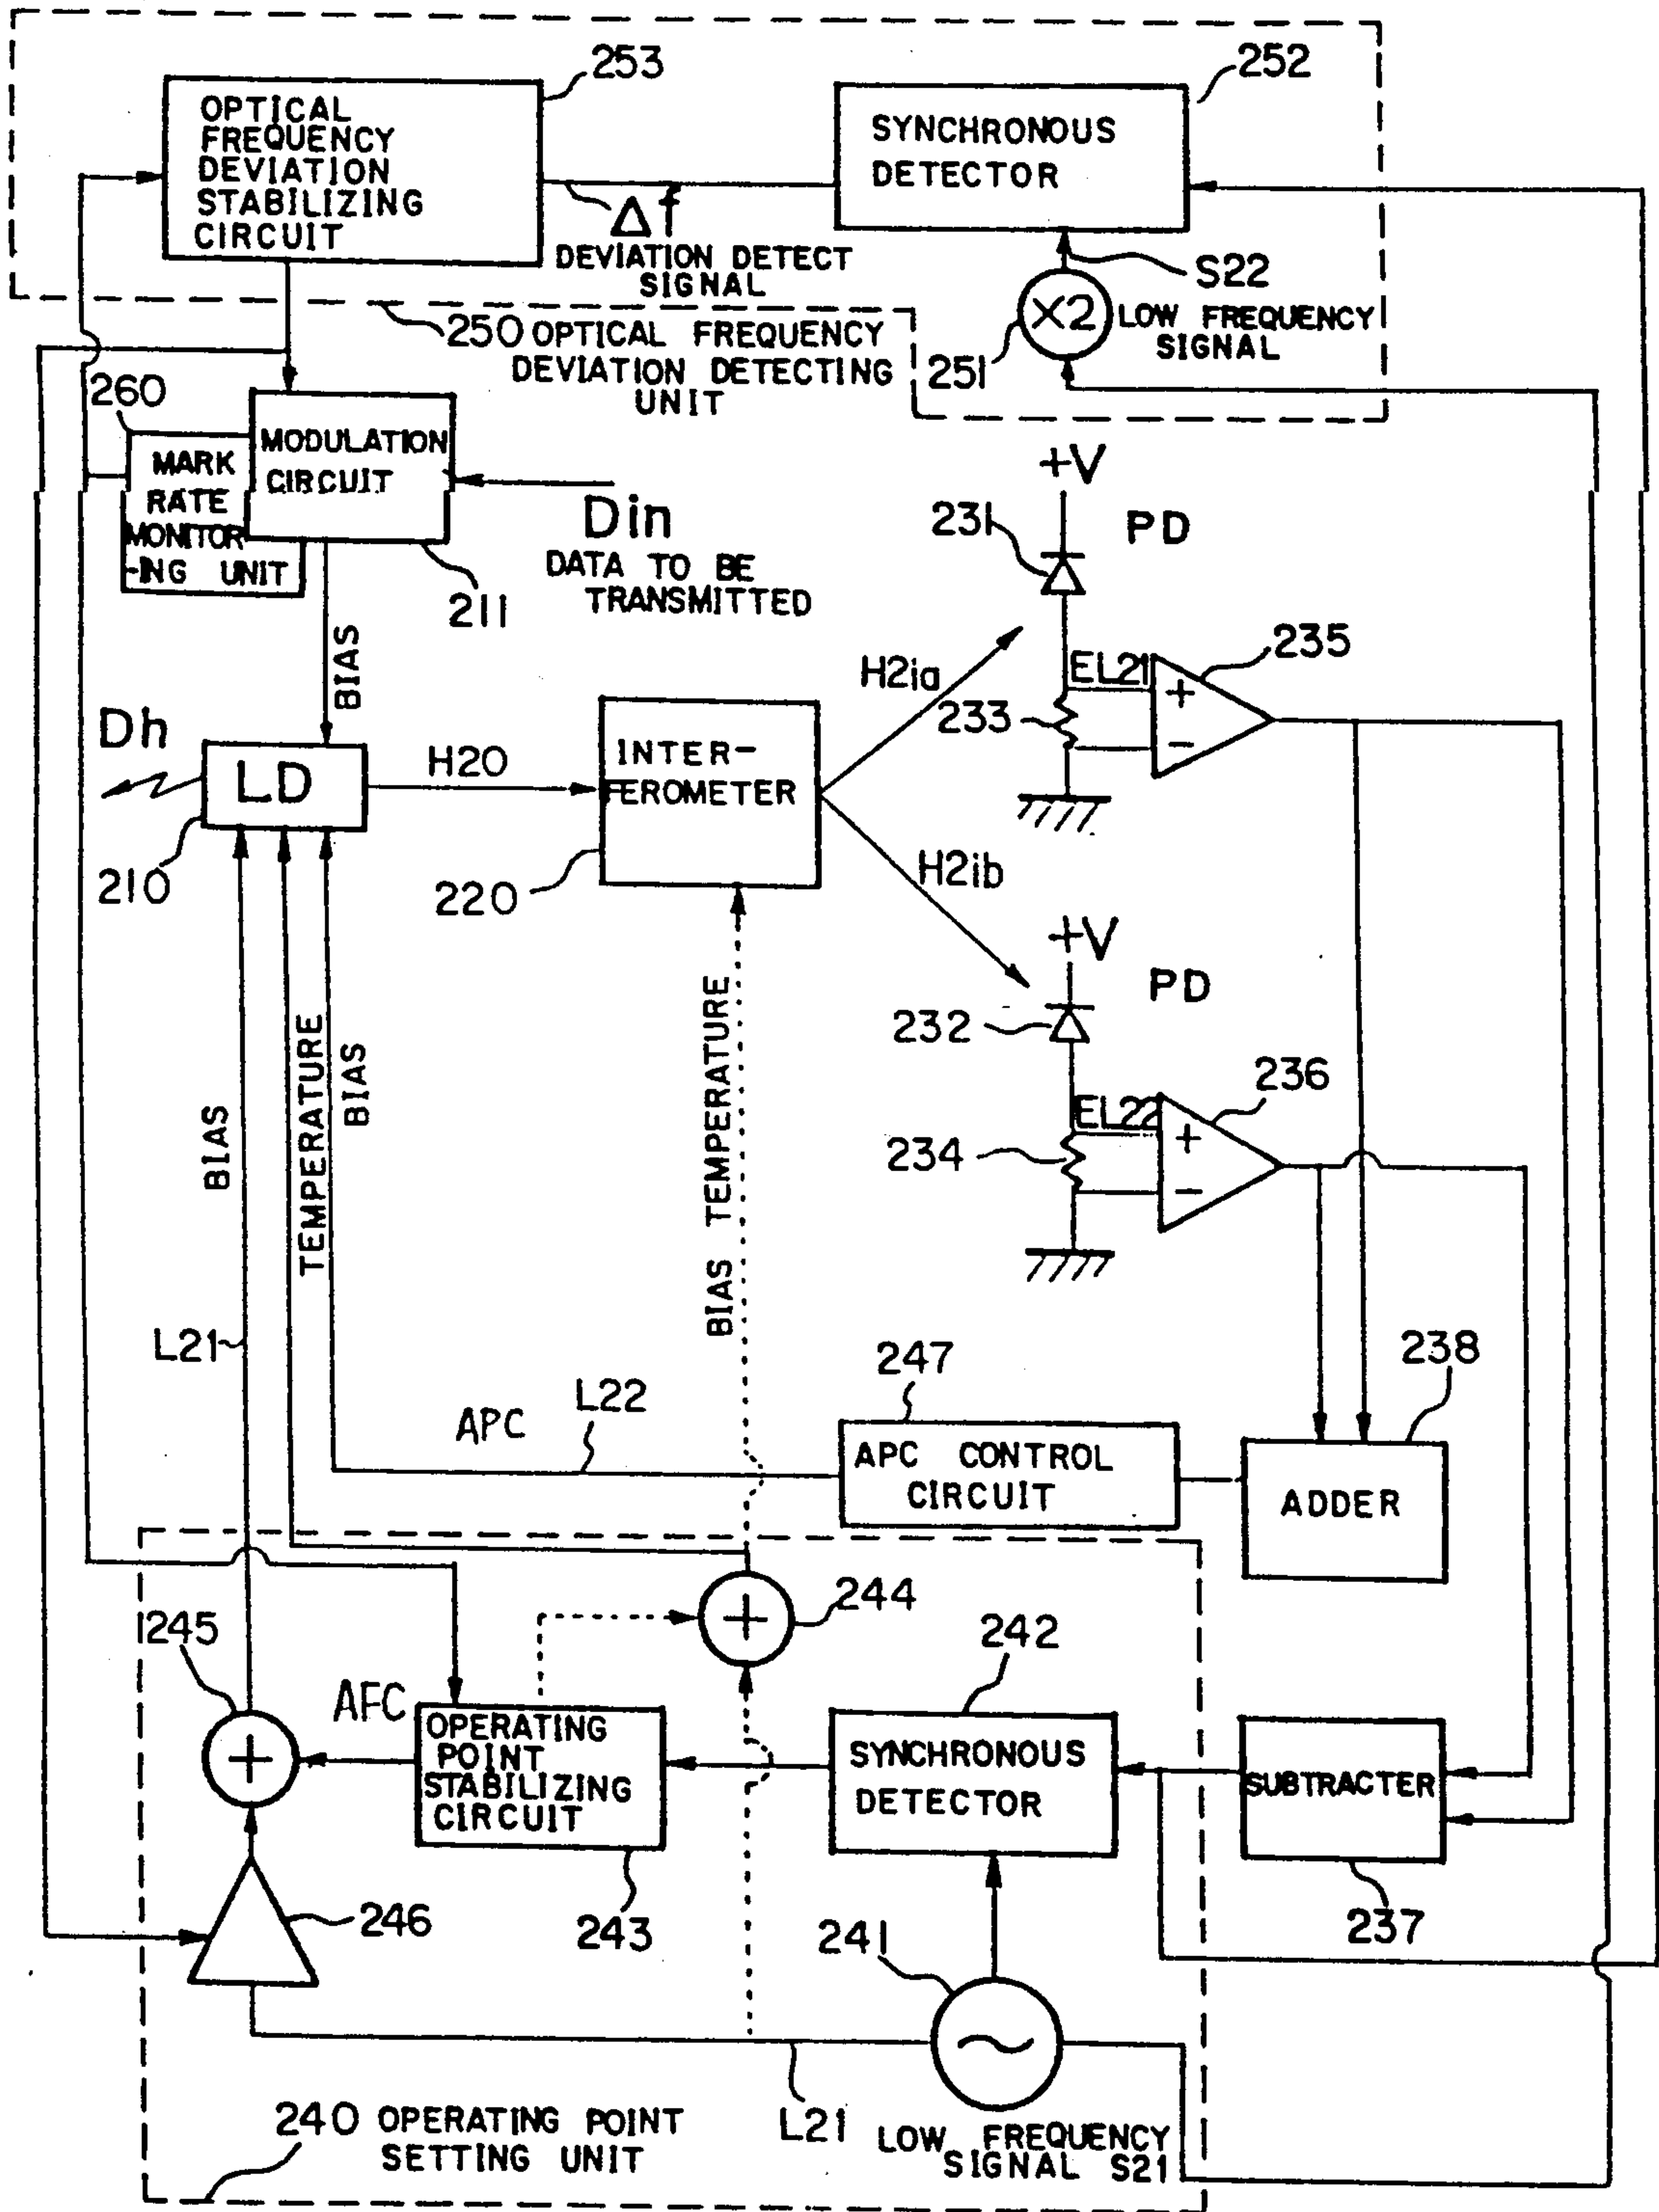 253
252
OPTICAL
FREQUENCY
DEVIATION
STABILIZING
CIRCUIT
SYNCHRONOUS
DETECTOR
Δf
DEVIATION DETECT
SIGNAL
S22
X2
LOW FREQUENCY
SIGNAL
251
250 OPTICAL FREQUENCY
DEVIATION DETECTING
UNIT
260
MODULATION
CIRCUIT
MARK
RATE
MONITOR
-ING UNIT
211
Din
DATA TO BE
TRANSMITTED
+V
231
PD
BIAS
H2ia
EL21
235
+
-
233
Dh
LD
H20
INTER-
FEROMETER
210
220
H2ib
+V
PD
232
EL22
236
+
-
234
BIAS
TEMPERATURE
BIAS
BIAS TEMPERATURE
L21
APC
L22
247
238
APC CONTROL
CIRCUIT
ADDER
244
+
245
+
AFC
242
OPERATING
POINT
STABILIZING
CIRCUIT
SYNCHRONOUS
DETECTOR
SUBTRACTER
246
243
241
237
~
L21
LOW FREQUENCY
SIGNAL S21
240 OPERATING POINT
SETTING UNIT